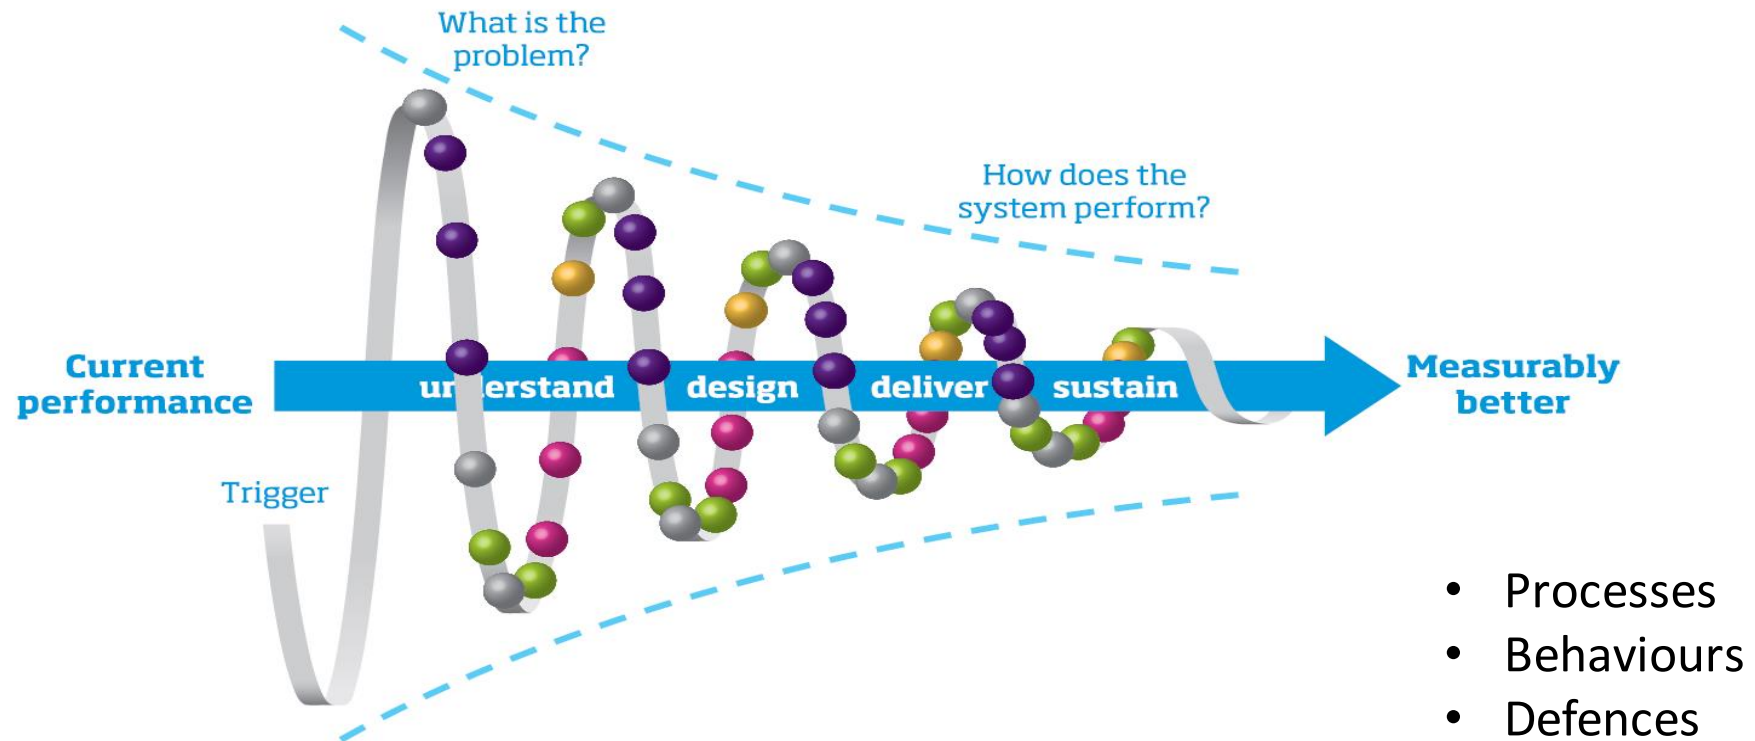 What is the
problem?
How does the
system perform?
Current
performance
understand
design
deliver
sustain
Measurably
better
Trigger
• Processes
• Behaviours
• Defences